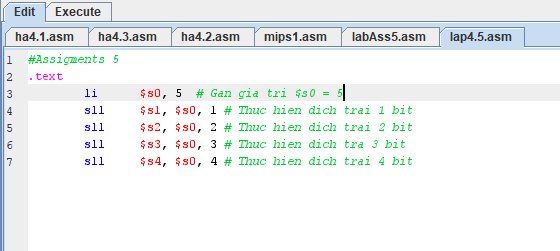 Edit Execute
ha4.1.asm ha4.3.asm ha4.2.asm mips1.asm labAss5.asm lap4.5.asm
1 #Assigments 5
2 .text
3 li $s0, 5 # Gan gia tri $s0 = 5
4 sll $s1, $s0, 1 # Thuc hien dich trai 1 bit
5 sll $s2, $s0, 2 # Thuc hien dich trai 2 bit
6 sll $s3, $s0, 3 # Thuc hien dich tra 3 bit
7 sll $s4, $s0, 4 # Thuc hien dich trai 4 bit